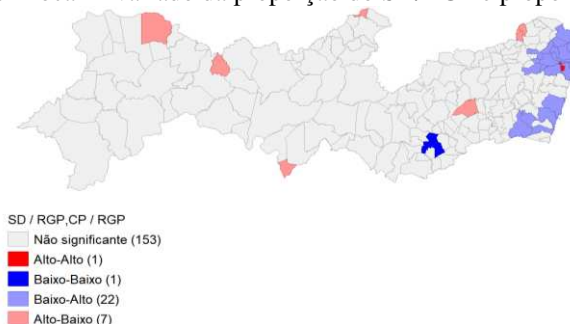 SD / RGP,CP / RGP
Não significante (153)
Alto-Alto (1)
Baixo-Baixo (1)
Baixo-Alto (22)
Alto-Baixo (7)